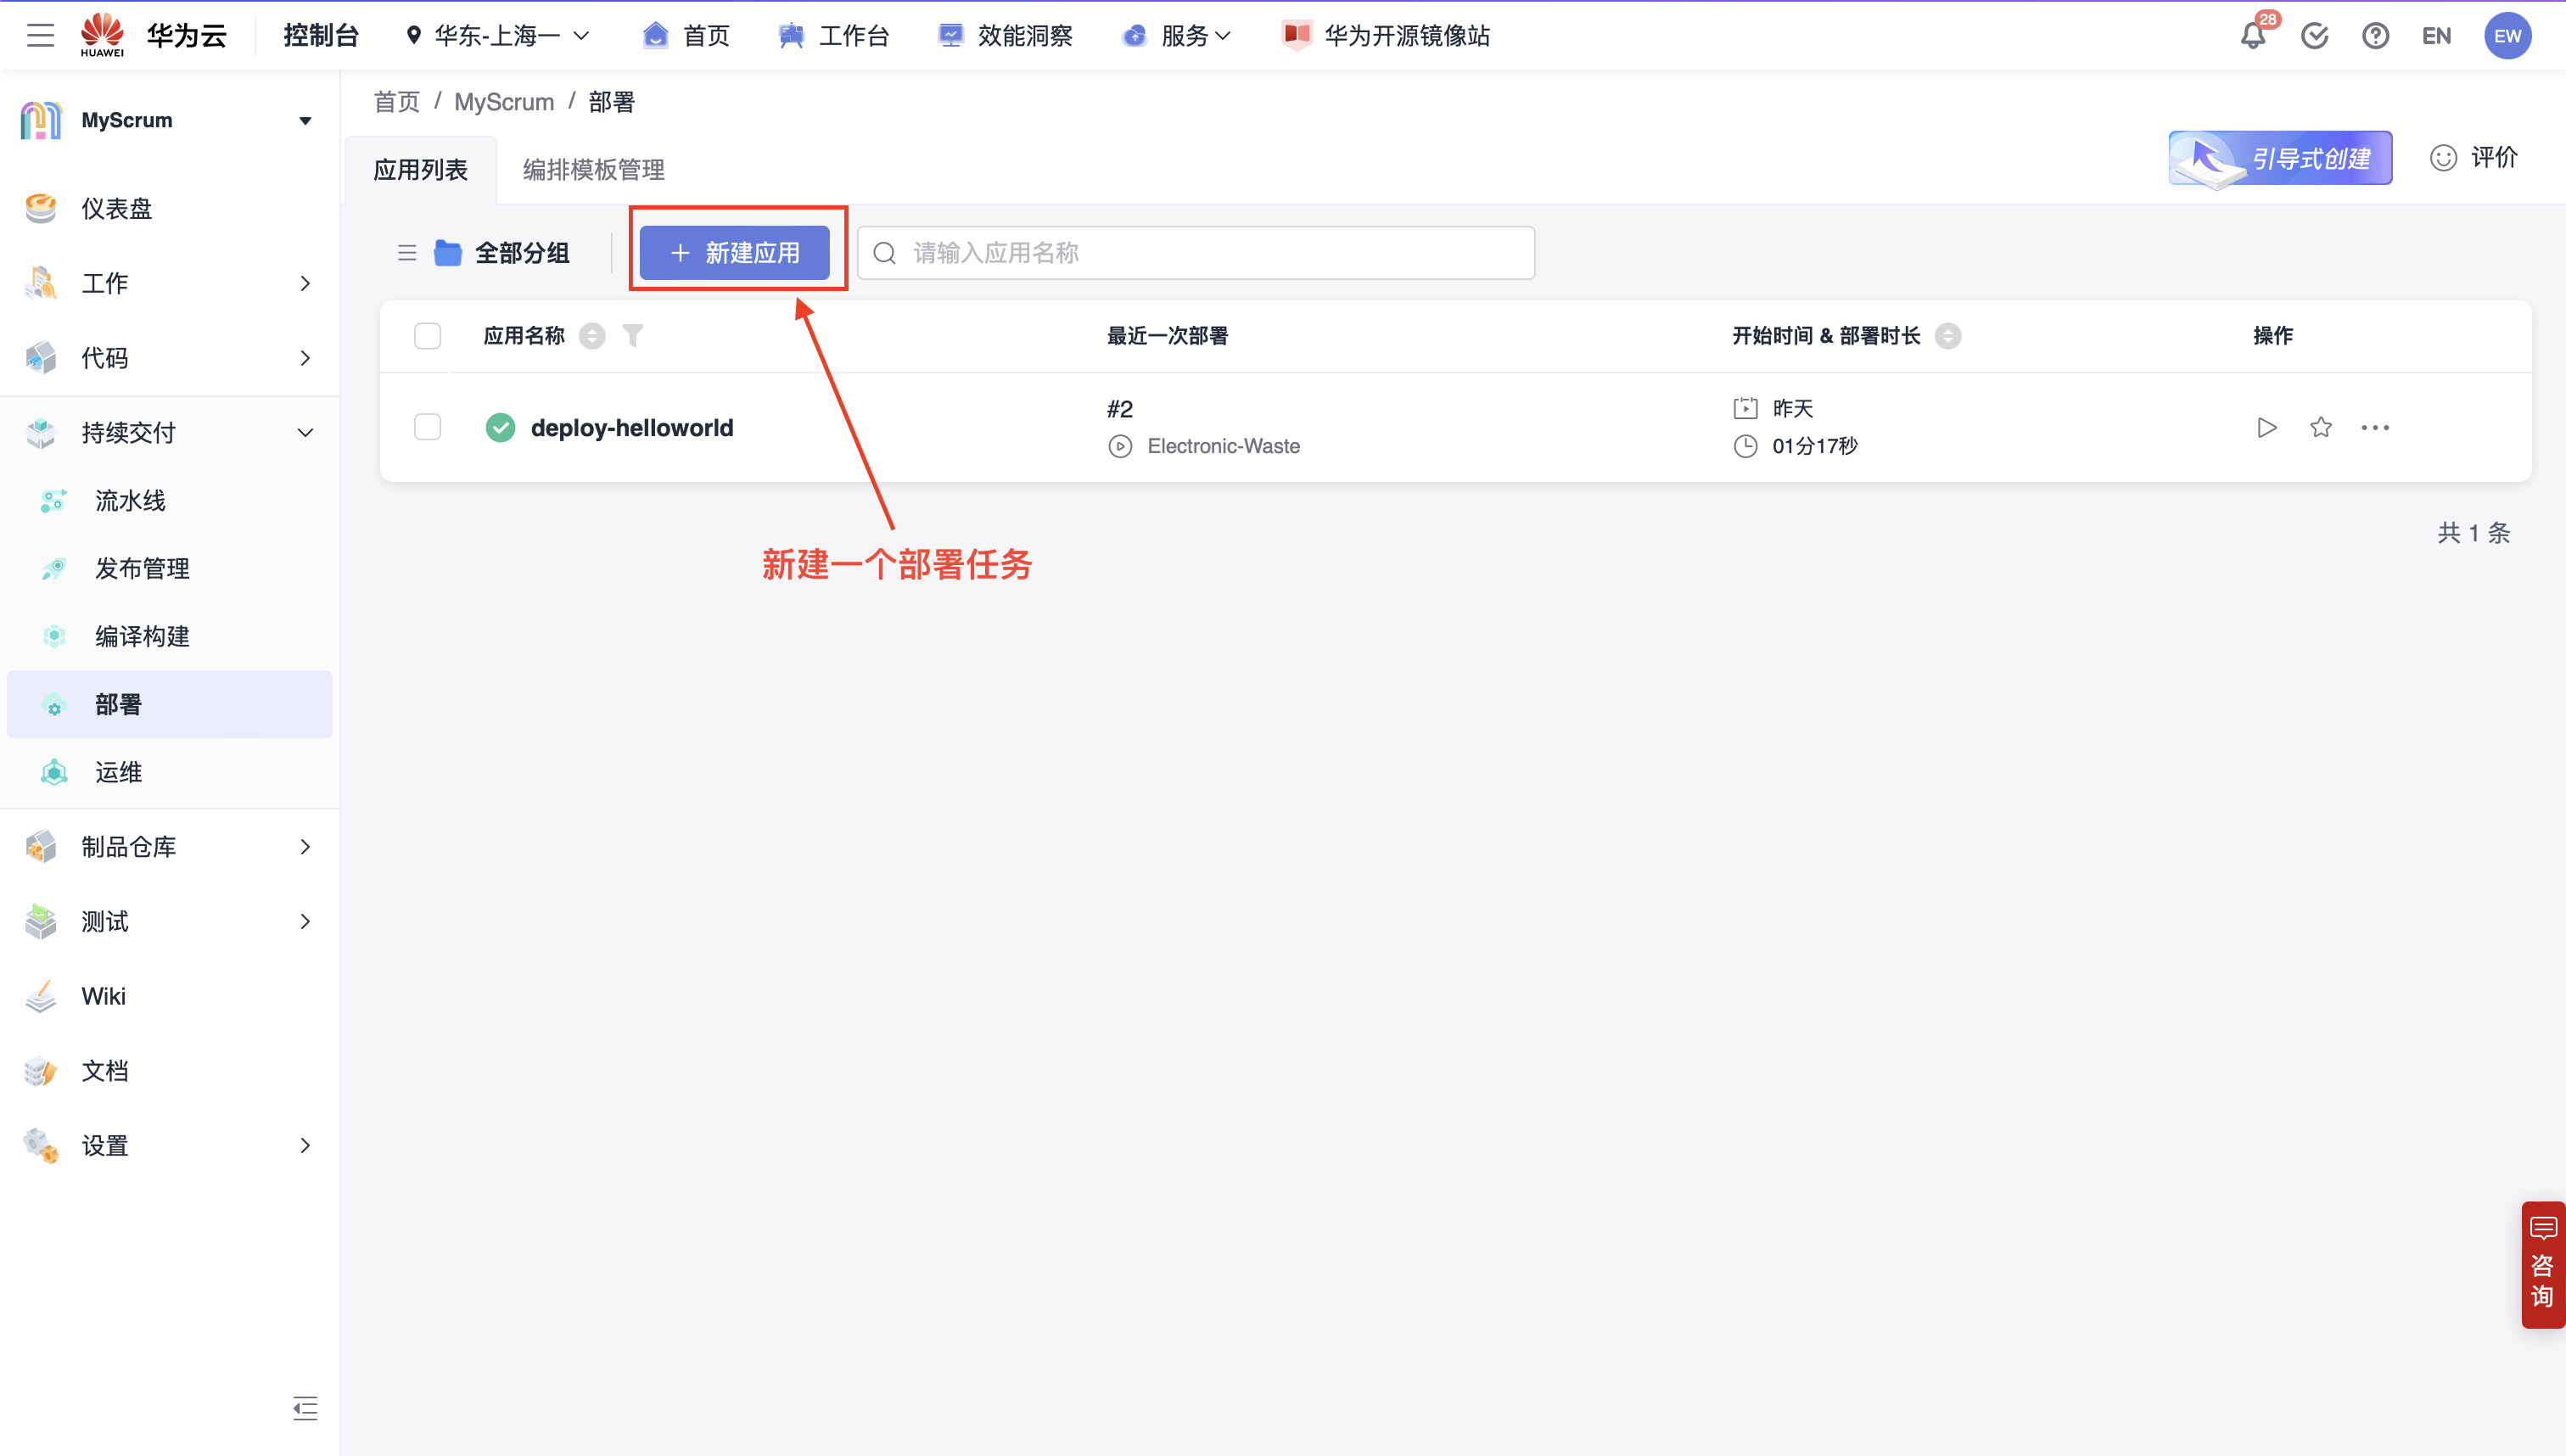 HUAWEI 华为云 控制台 华东-上海一 首页 工作台 效能洞察 服务 华为开源镜像站 28 EN EW
MyScrum
仪表盘
工作
代码
持续交付
流水线
发布管理
编译构建
部署
运维
制品仓库
测试
Wiki
文档
设置
首页 / MyScrum / 部署
应用列表 编排模板管理 引导式创建 评价
全部分组 + 新建应用 请输入应用名称
应用名称 最近一次部署 开始时间 & 部署时长 操作
deploy-helloworld
#2
Electronic-Waste
昨天
01分17秒
共 1 条
新建一个部署任务
咨
询